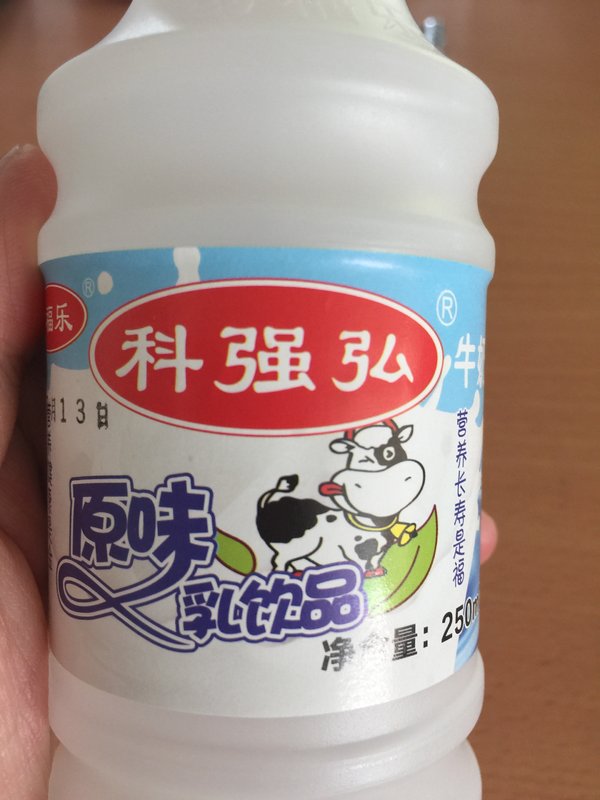 福乐 ®
科强弘 ®
牛奶
13日
营养长寿是福
原味
乳饮品
净含量：250m